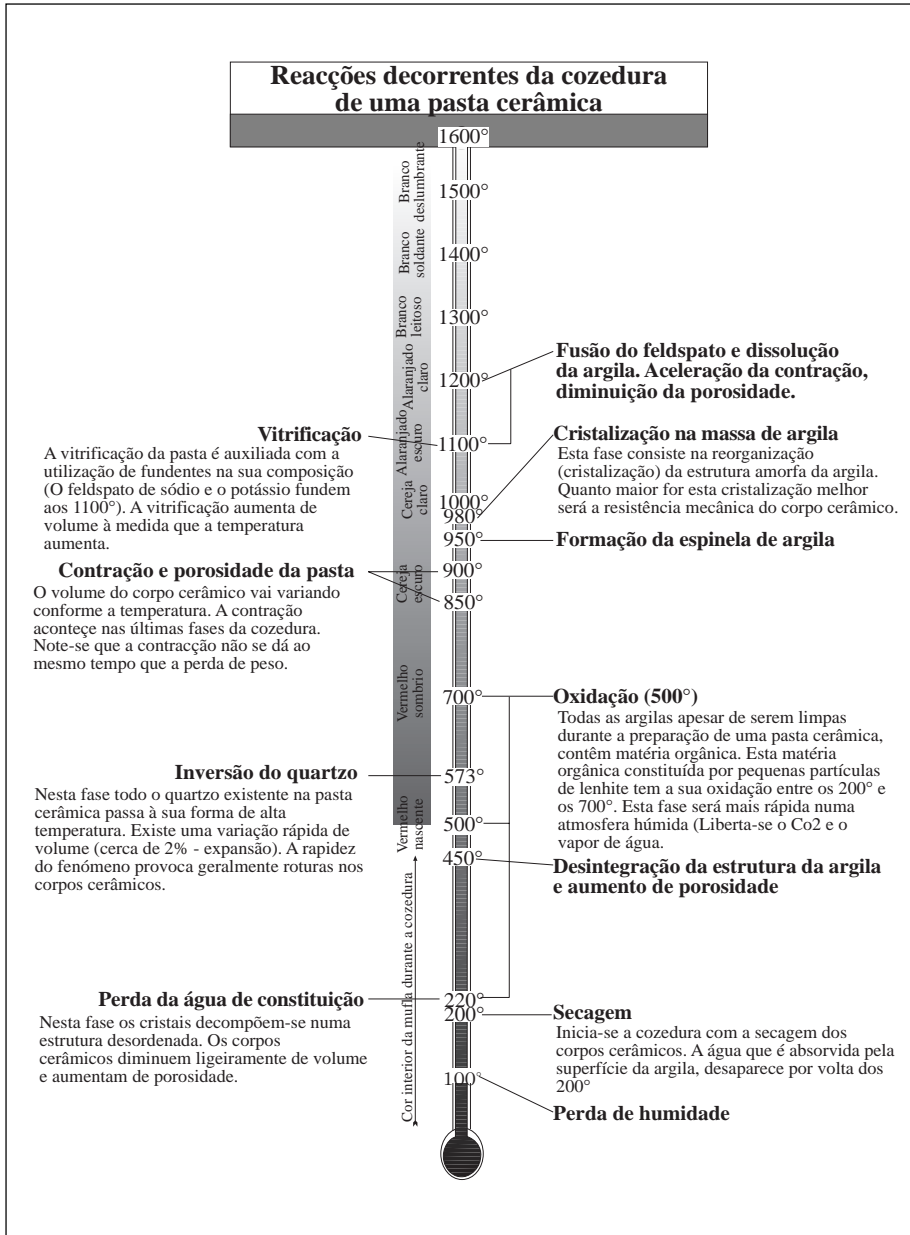 Reacções decorrentes da cozedura
de uma pasta cerâmica
1600°
1500°
1400°
1300°
1200°
1100°
1000°
980°
950°
900°
850°
700°
573°
500°
450°
220°
200°
100°
Branco
deslumbrante
Branco
soldante
Branco
leitoso
Alaranjado
claro
Alaranjado
escuro
Cereja
claro
Cereja
escuro
Vermelho
sombrio
Vermelho
nascente
Cor interior da mufla durante a cozedura
Vitrificação
A vitrificação da pasta é auxiliada com a
utilização de fundentes na sua composição
(O feldspato de sódio e o potássio fundem
aos 1100°). A vitrificação aumenta de
volume à medida que a temperatura
aumenta.
Contração e porosidade da pasta
O volume do corpo cerâmico vai variando
conforme a temperatura. A contração
aconteçe nas últimas fases da cozedura.
Note-se que a contracção não se dá ao
mesmo tempo que a perda de peso.
Inversão do quartzo
Nesta fase todo o quartzo existente na pasta
cerâmica passa à sua forma de alta
temperatura. Existe uma variação rápida de
volume (cerca de 2% - expansão). A rapidez
do fenómeno provoca geralmente roturas nos
corpos cerâmicos.
Perda da água de constituição
Nesta fase os cristais decompõem-se numa
estrutura desordenada. Os corpos
cerâmicos diminuem ligeiramente de volume
e aumentam de porosidade.
Fusão do feldspato e dissolução
da argila. Aceleração da contração,
diminuição da porosidade.
Cristalização na massa de argila
Esta fase consiste na reorganização
(cristalização) da estrutura amorfa da argila.
Quanto maior for esta cristalização melhor
será a resistência mecânica do corpo cerâmico.
Formação da espinela de argila
Oxidação (500°)
Todas as argilas apesar de serem limpas
durante a preparação de uma pasta cerâmica,
contêm matéria orgânica. Esta matéria
orgânica constituída por pequenas partículas
de lenhite tem a sua oxidação entre os 200° e
os 700°. Esta fase será mais rápida numa
atmosfera húmida (Liberta-se o Co2 e o
vapor de água.
Desintegração da estrutura da argila
e aumento de porosidade
Secagem
Inicia-se a cozedura com a secagem dos
corpos cerâmicos. A água que é absorvida pela
superfície da argila, desaparece por volta dos
200°
Perda de humidade